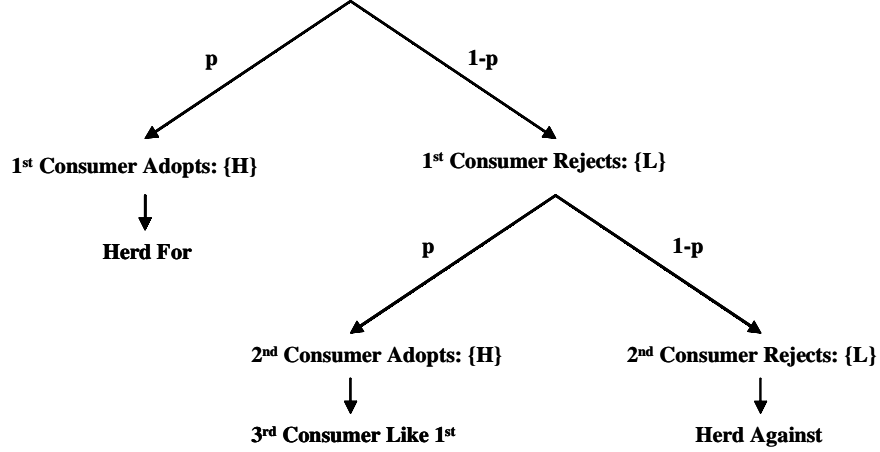 p
1-p
1st Consumer Adopts: {H}
1st Consumer Rejects: {L}
Herd For
p
1-p
2nd Consumer Adopts: {H}
2nd Consumer Rejects: {L}
3rd Consumer Like 1st
Herd Against